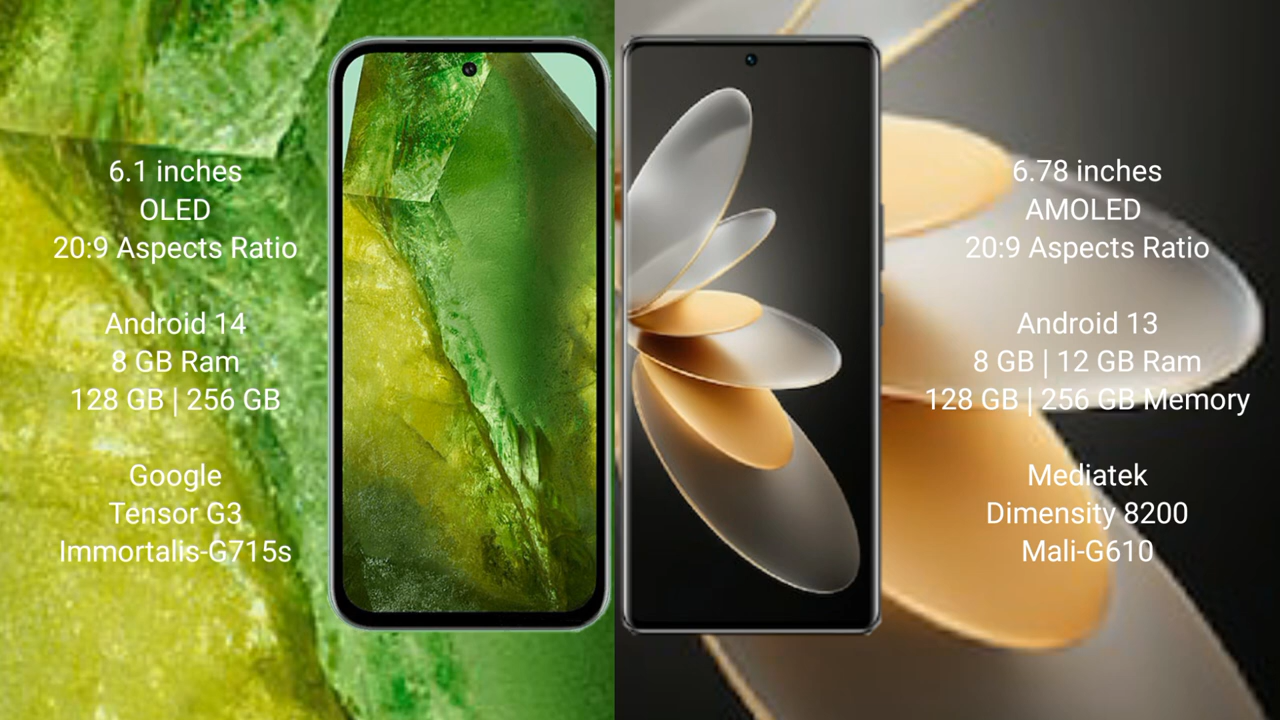 6.1 inches
OLED
20:9 Aspects Ratio
Android 14
8 GB Ram
128 GB | 256 GB
Google
Tensor G3
Immortalis-G715s
6.78 inches
AMOLED
20:9 Aspects Ratio
Android 13
8 GB | 12 GB Ram
128 GB | 256 GB Memory
Mediatek
Dimensity 8200
Mali-G610